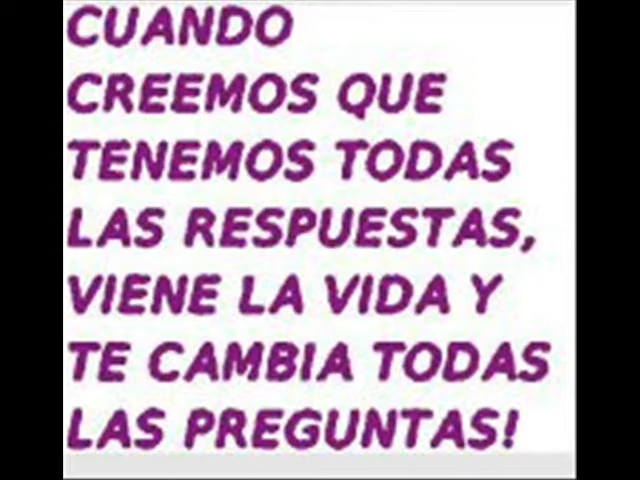 CUANDO
CREEMOS QUE
TENEMOS TODAS
LAS RESPUESTAS,
VIENE LA VIDA Y
TE CAMBIA TODAS
LAS PREGUNTAS!